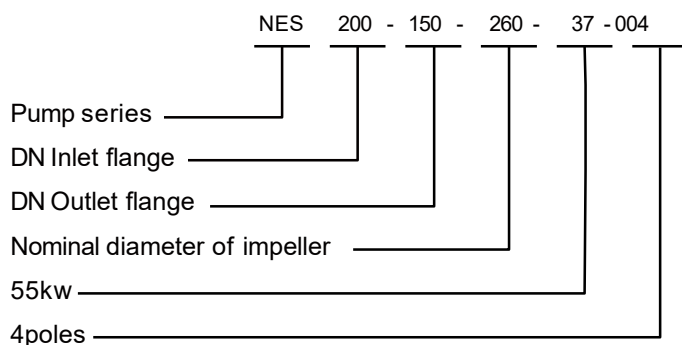 NES 200 - 150 - 260 - 37 - 004
Pump series
DN Inlet flange
DN Outlet flange
Nominal diameter of impeller
55kw
4poles